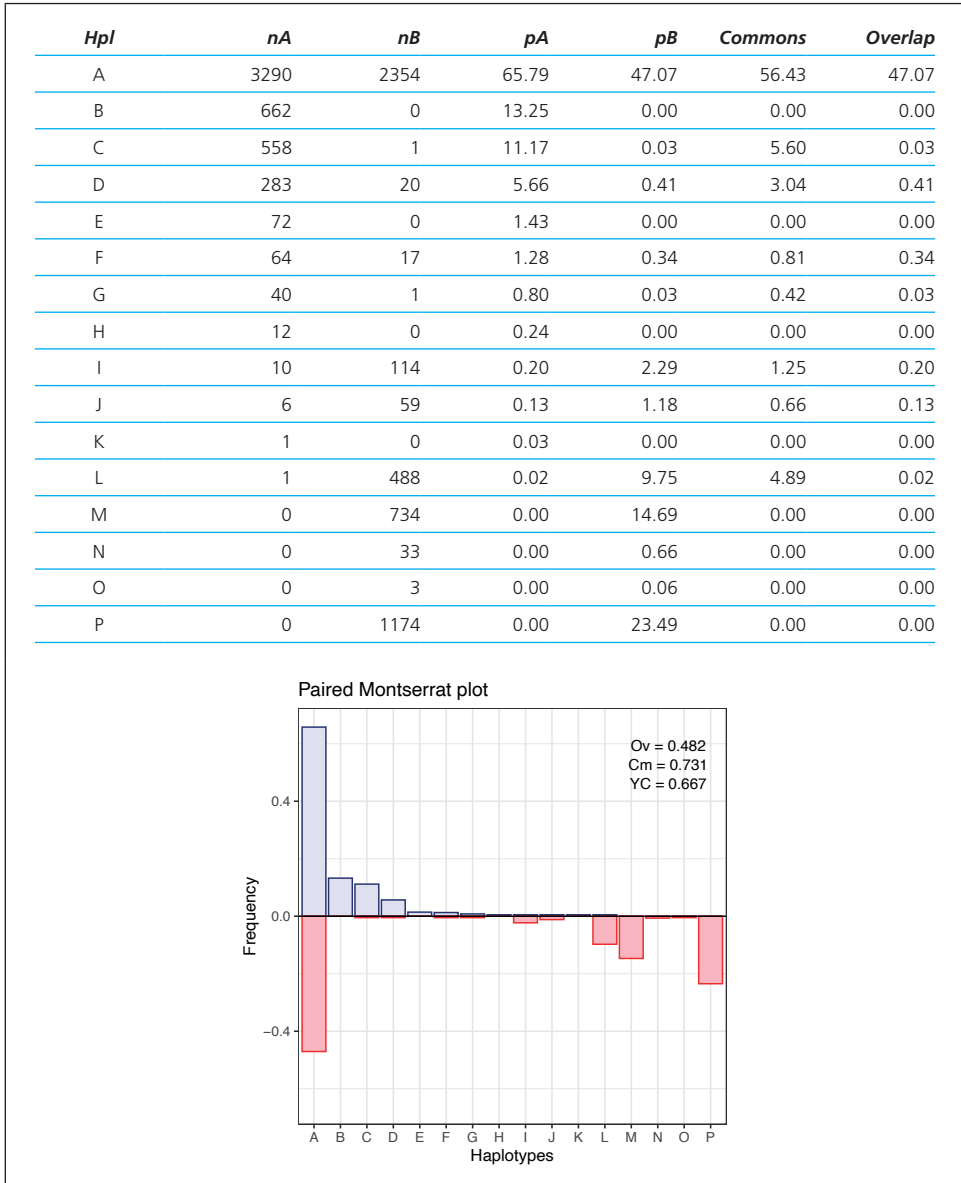 Hpl nA nB pA pB Commons Overlap
A 3290 2354 65.79 47.07 56.43 47.07
B 662 0 13.25 0.00 0.00 0.00
C 558 1 11.17 0.03 5.60 0.03
D 283 20 5.66 0.41 3.04 0.41
E 72 0 1.43 0.00 0.00 0.00
F 64 17 1.28 0.34 0.81 0.34
G 40 1 0.80 0.03 0.42 0.03
H 12 0 0.24 0.00 0.00 0.00
I 10 114 0.20 2.29 1.25 0.20
J 6 59 0.13 1.18 0.66 0.13
K 1 0 0.03 0.00 0.00 0.00
L 1 488 0.02 9.75 4.89 0.02
M 0 734 0.00 14.69 0.00 0.00
N 0 33 0.00 0.66 0.00 0.00
O 0 3 0.00 0.06 0.00 0.00
P 0 1174 0.00 23.49 0.00 0.00
Paired Montserrat plot
Ov = 0.482
Cm = 0.731
YC = 0.667
0.4
0.0
−0.4
Frequency
A B C D E F G H I J K L M N O P
Haplotypes